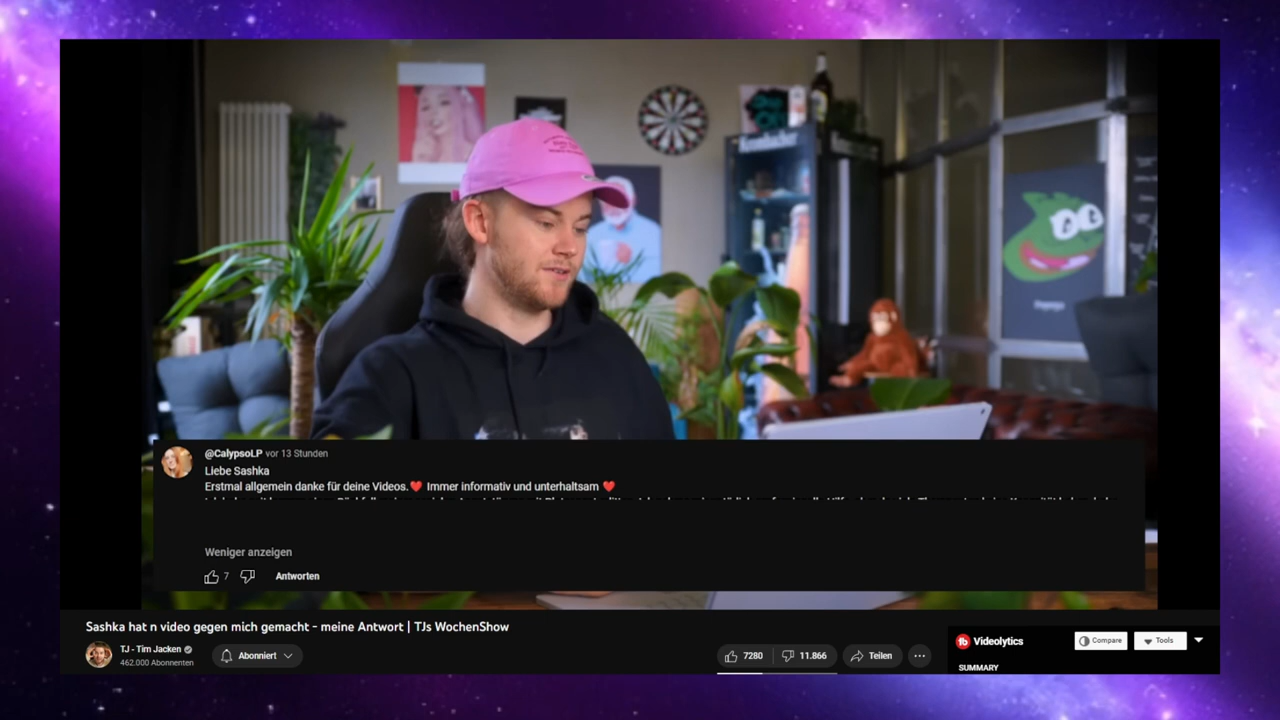 Krombacher
@CalypsoLP vor 13 Stunden
Liebe Sashka
Erstmal allgemein danke für deine Videos.❤️ Immer informativ und unterhaltsam ❤️
Weniger anzeigen
7
Antworten
Sashka hat n video gegen mich gemacht - meine Antwort | TJs WochenShow
TJ - Tim Jacken
462.000 Abonnenten
Abonniert
7280
11.866
Teilen
Videolytics
Compare
Tools
SUMMARY